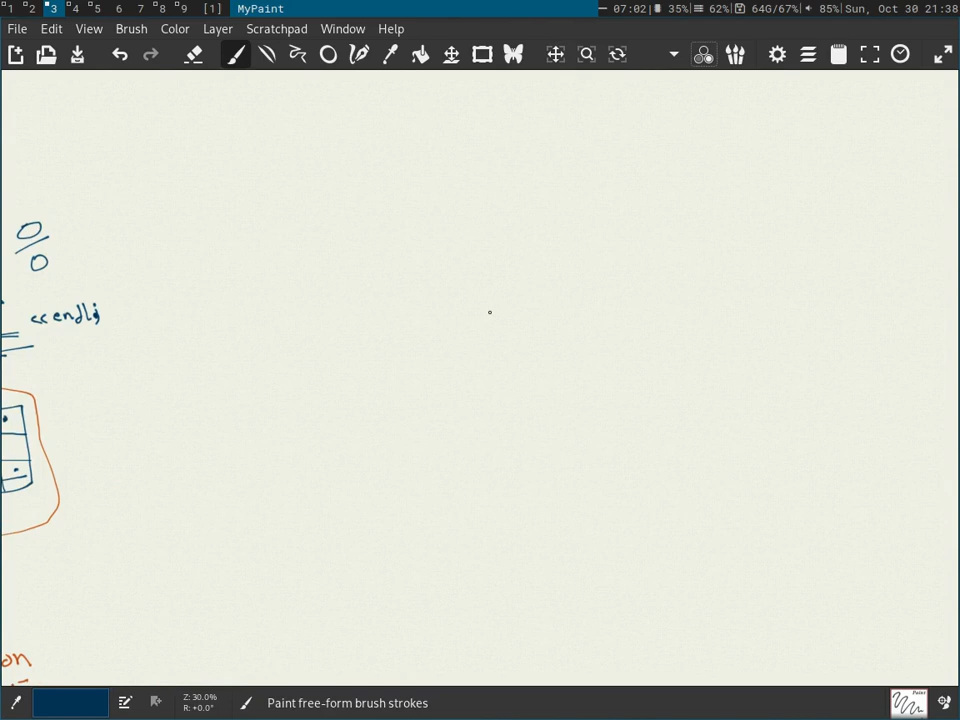 1 2 3 4 5 6 7 8 9 [1] MyPaint 07:02| 35%| 62%| 64G/67%| 85%| Sun, Oct 30 21:38
File Edit View Brush Color Layer Scratchpad Window Help
0/0
<<endl;
on
Z: 30.0%
R: +0.0°
Paint free-form brush strokes